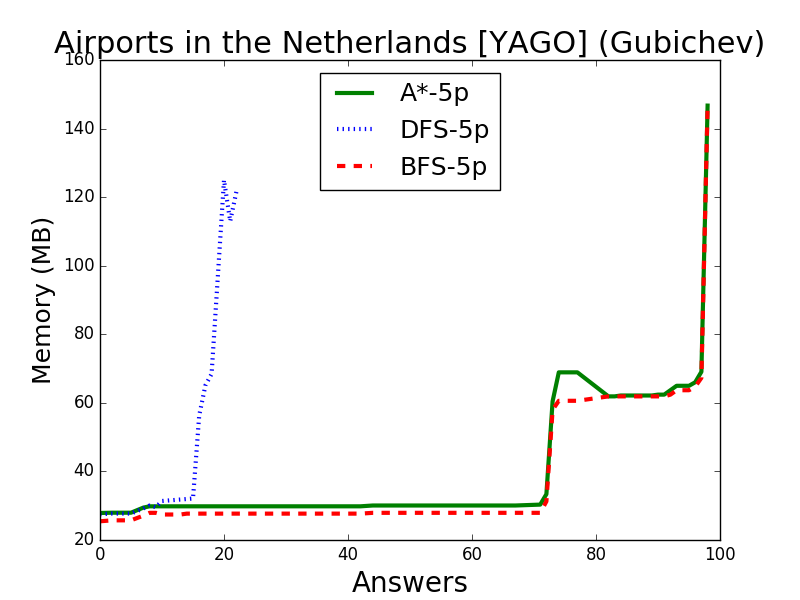 Airports in the Netherlands [YAGO] (Gubichev)
160
140
120
100
80
60
40
20
Memory (MB)
A*-5p
DFS-5p
BFS-5p
0 20 40 60 80 100
Answers